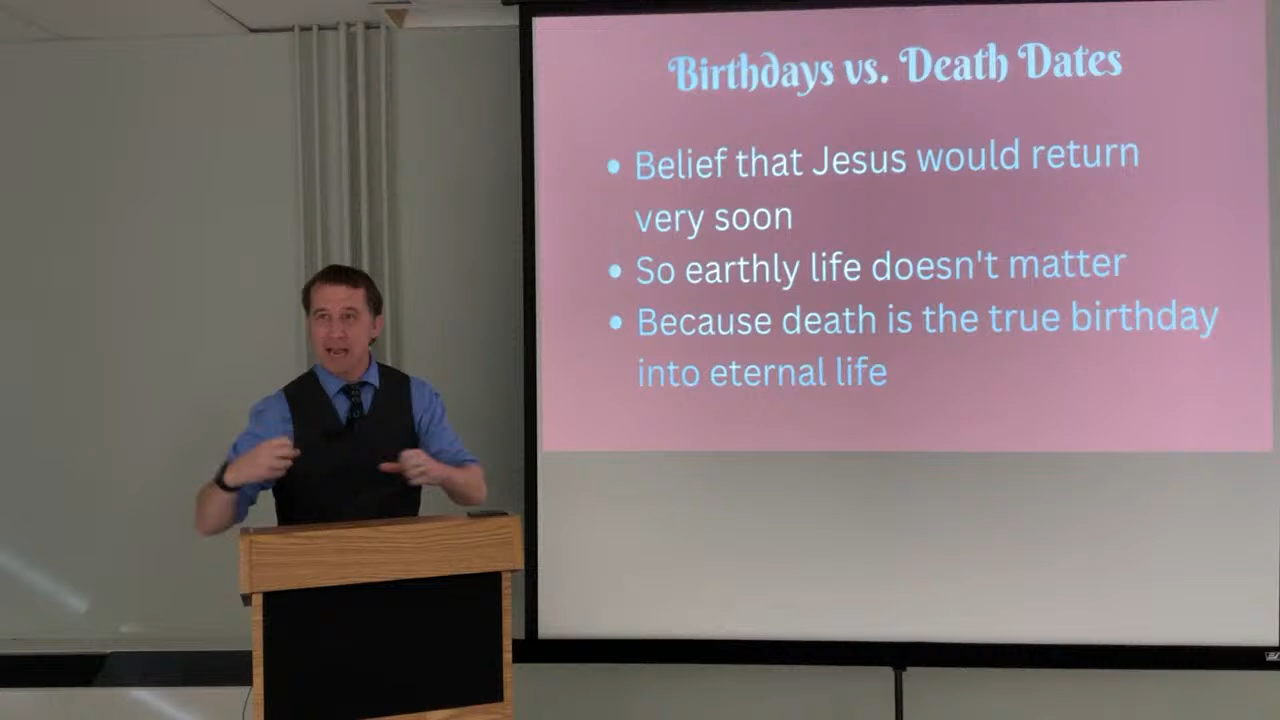 Birthdays vs. Death Dates
• Belief that Jesus would return
very soon
• So earthly life doesn't matter
• Because death is the true birthday
into eternal life